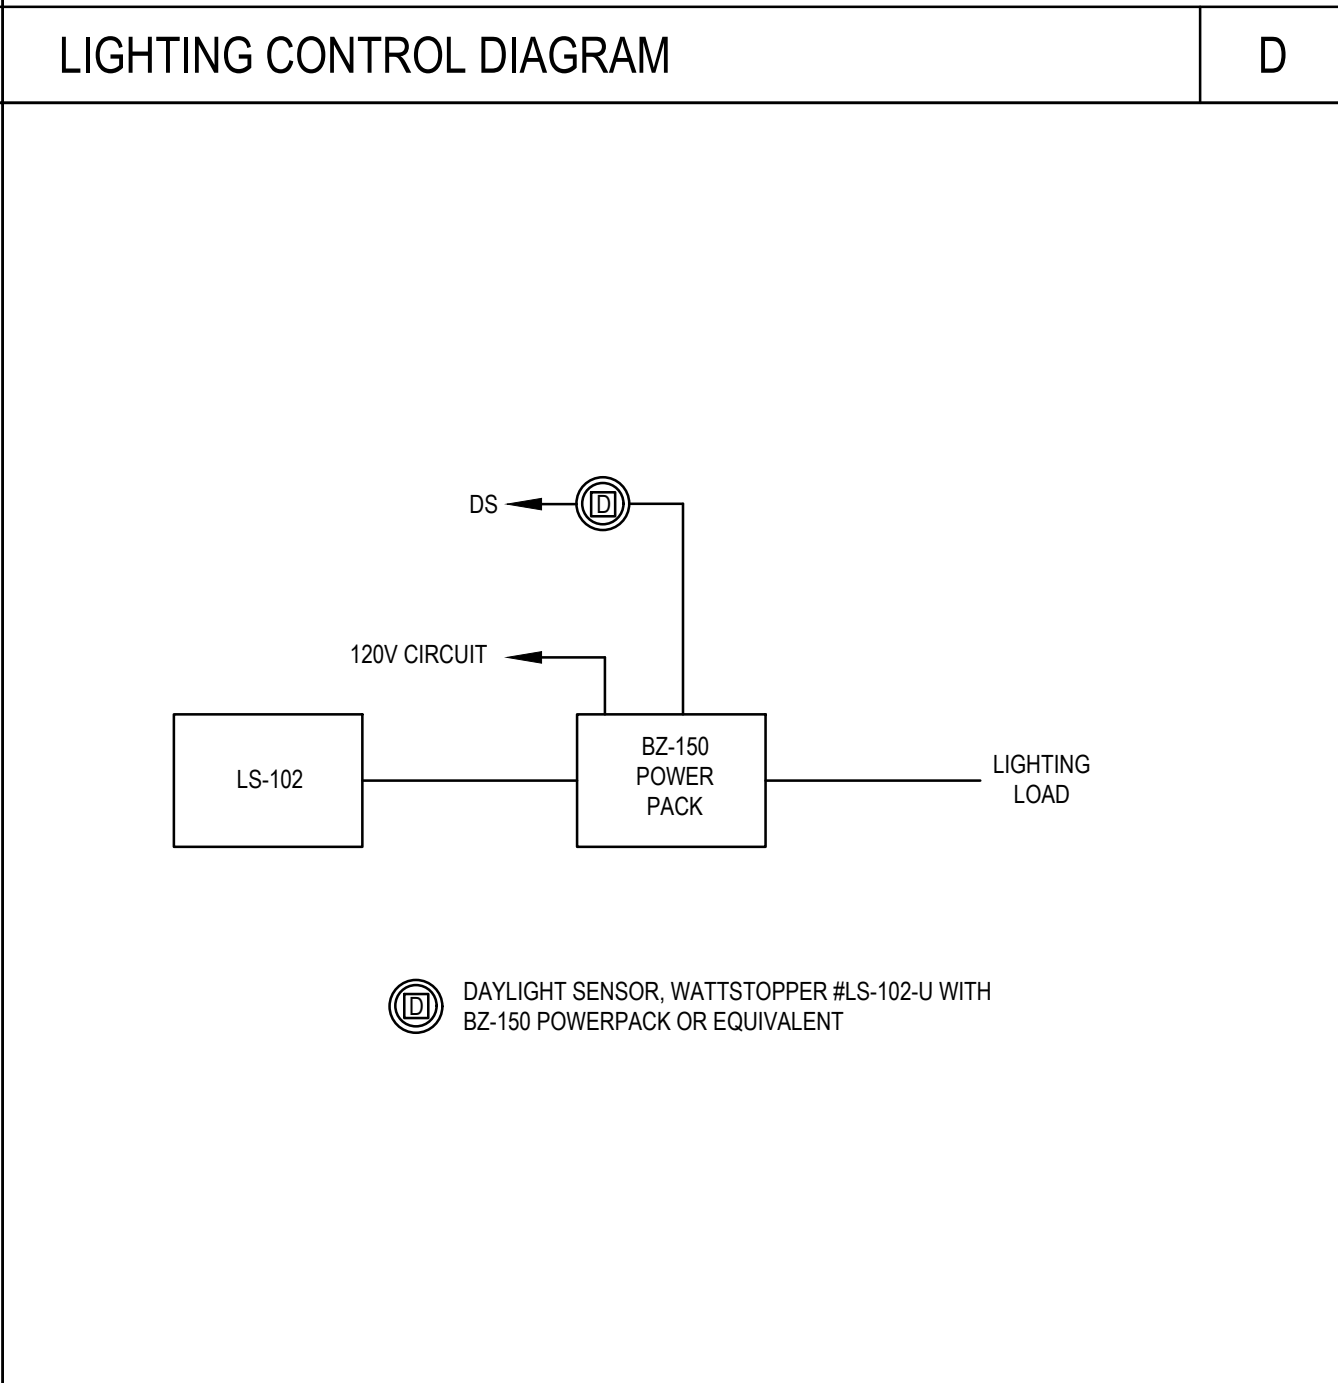 LIGHTING CONTROL DIAGRAM
D
DS
D
120V CIRCUIT
LS-102
BZ-150
POWER
PACK
LIGHTING
LOAD
D
DAYLIGHT SENSOR, WATTSTOPPER #LS-102-U WITH
BZ-150 POWERPACK OR EQUIVALENT